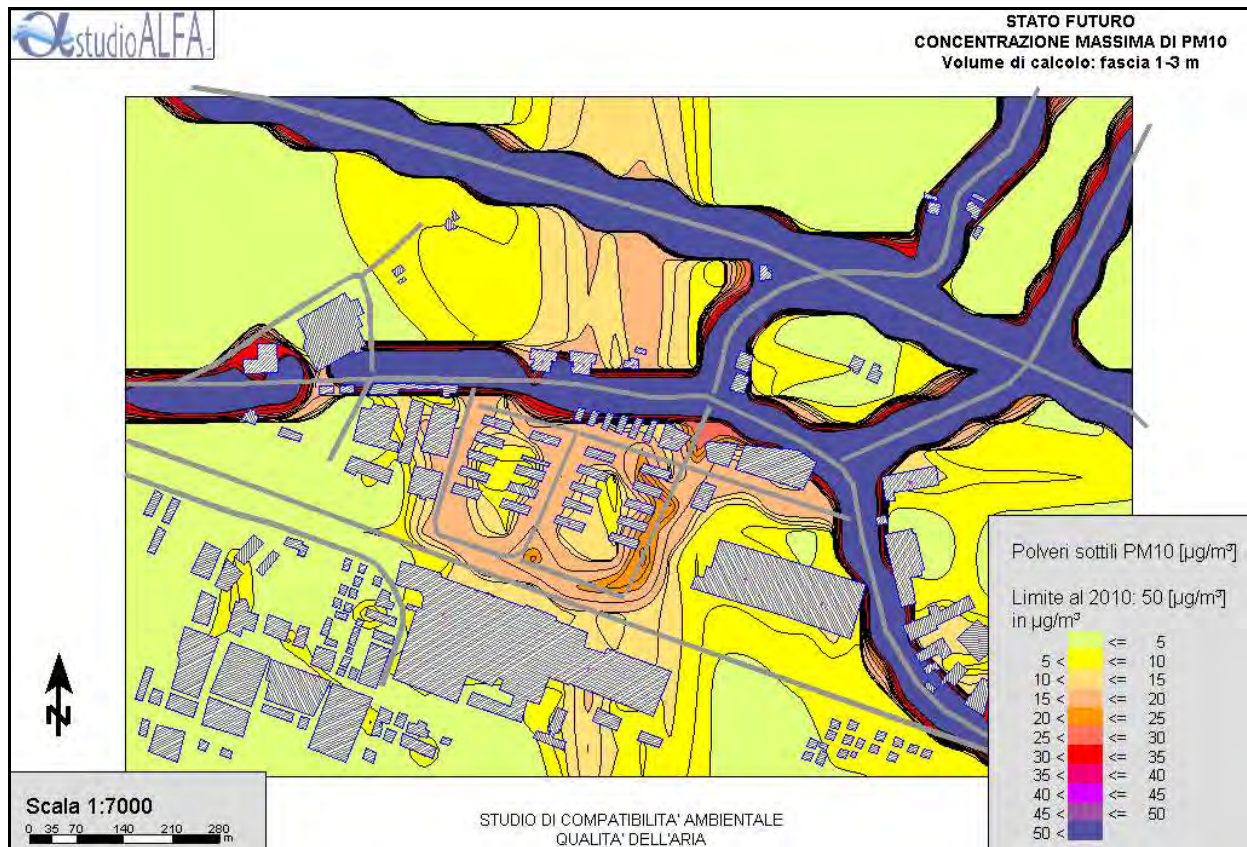 studioALFA
STATO FUTURO
CONCENTRAZIONE MASSIMA DI PM10
Volume di calcolo: fascia 1-3 m
Polveri sottili PM10 [µg/m³]
Limite al 2010: 50 [µg/m³]
in µg/m³
<= 5
5 < <= 10
10 < <= 15
15 < <= 20
20 < <= 25
25 < <= 30
30 < <= 35
35 < <= 40
40 < <= 45
45 < <= 50
50 <
N
Scala 1:7000
0 35 70 140 210 280
m
STUDIO DI COMPATIBILITA' AMBIENTALE
QUALITA' DELL'ARIA